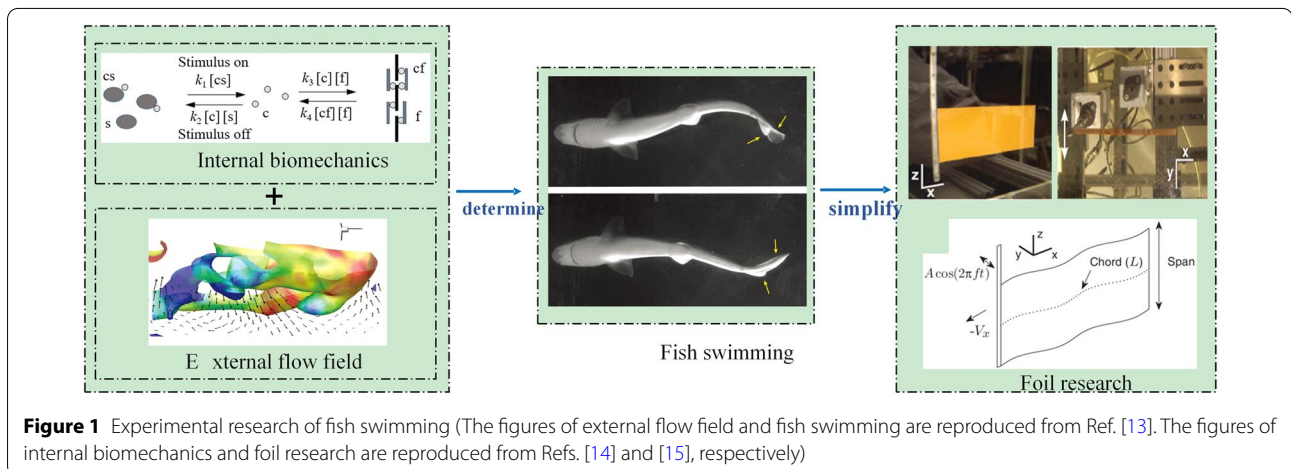 Stimulus on
cs
k₁ [cs]
k₃ [c] [f]
cf
k₂ [c] [s]
c
k₄ [cf] [f]
f
s
Stimulus off
Internal biomechanics
+
E xternal flow field
determine
Fish swimming
simplify
z
x
x
y
z
y
x
Chord (L)
Span
A cos(2πft)
-Vₓ
Foil research
Figure 1 Experimental research of fish swimming (The figures of external flow field and fish swimming are reproduced from Ref. [13]. The figures of
internal biomechanics and foil research are reproduced from Refs. [14] and [15], respectively)